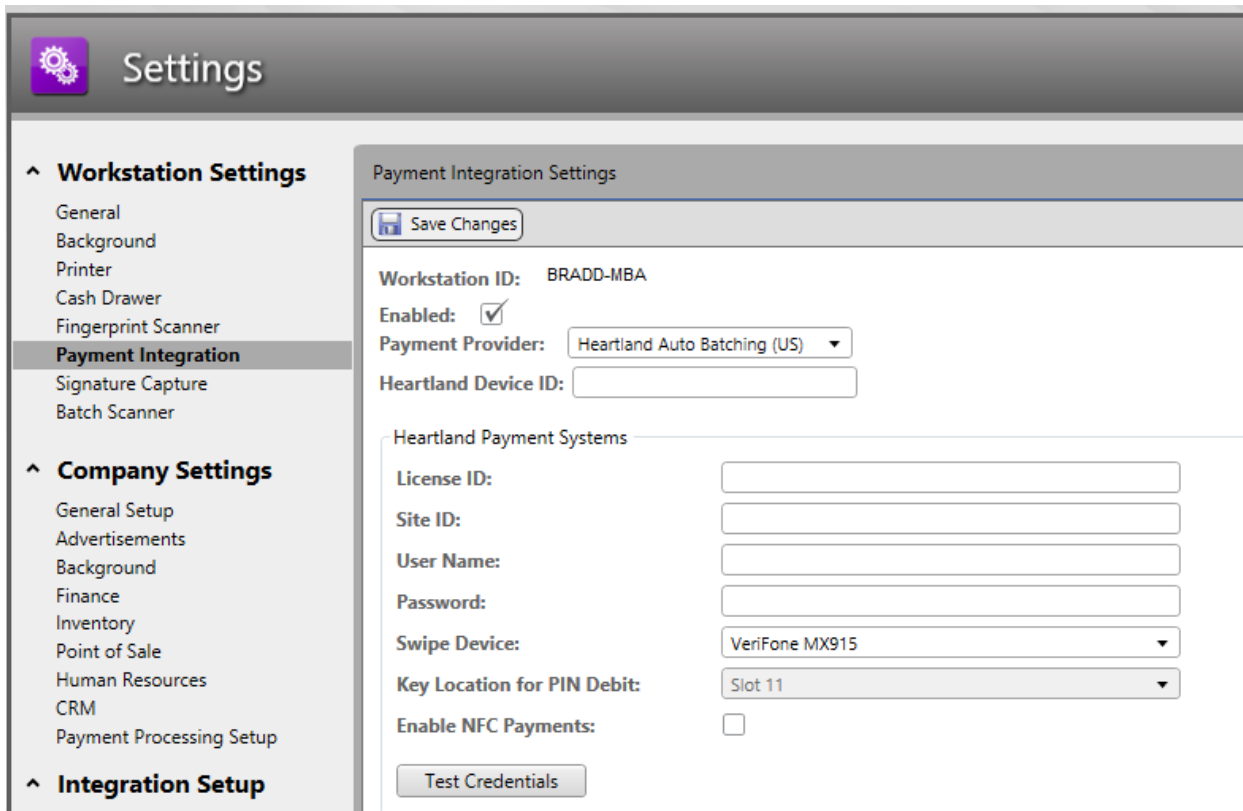 Settings
Workstation Settings
General
Background
Printer
Cash Drawer
Fingerprint Scanner
Payment Integration
Signature Capture
Batch Scanner
Company Settings
General Setup
Advertisements
Background
Finance
Inventory
Point of Sale
Human Resources
CRM
Payment Processing Setup
Integration Setup
Payment Integration Settings
Save Changes
Workstation ID: BRADD-MBA
Enabled:
Payment Provider: Heartland Auto Batching (US)
Heartland Device ID:
Heartland Payment Systems
License ID:
Site ID:
User Name:
Password:
Swipe Device: VeriFone MX915
Key Location for PIN Debit: Slot 11
Enable NFC Payments:
Test Credentials